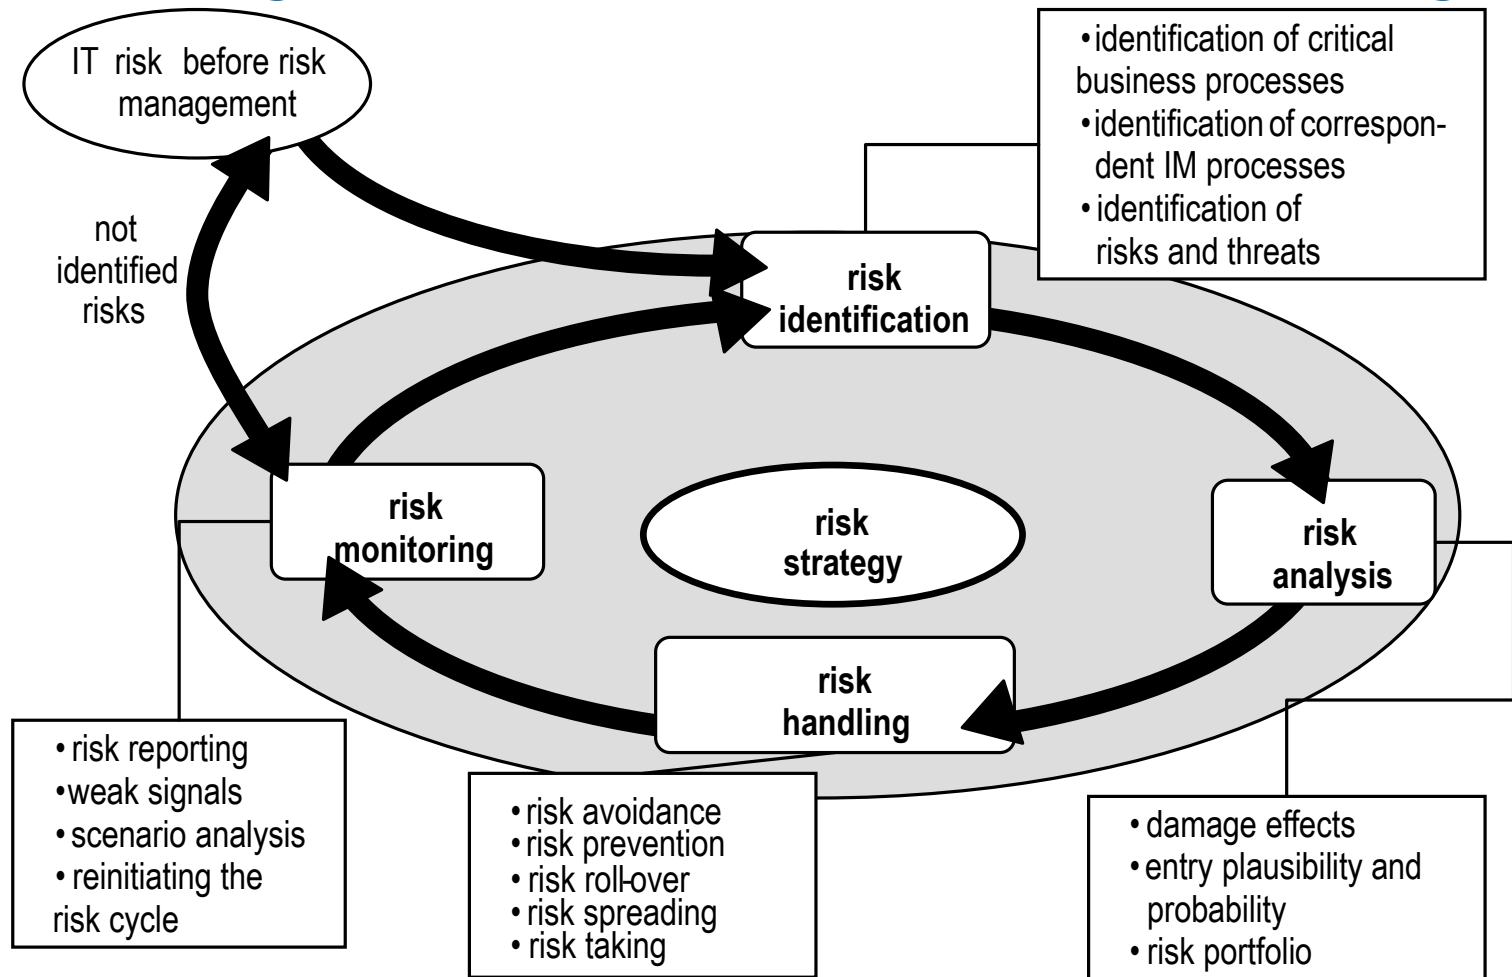 IT risk before risk
management
• identification of critical
business processes
• identification of correspon-
dent IM processes
• identification of
risks and threats
not
identified
risks
risk
identification
risk
monitoring
risk
strategy
risk
analysis
risk
handling
• risk reporting
• weak signals
• scenario analysis
• reinitiating the
risk cycle
• risk avoidance
• risk prevention
• risk roll-over
• risk spreading
• risk taking
• damage effects
• entry plausibility and
probability
• risk portfolio